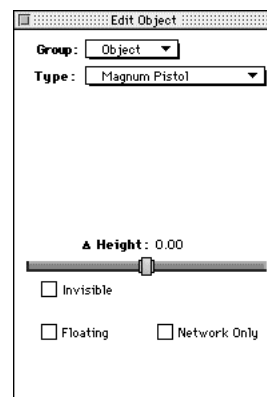 Edit Object
Group: Object
Type: Magnum Pistol
Δ Height: 0.00
Invisible
Floating Network Only